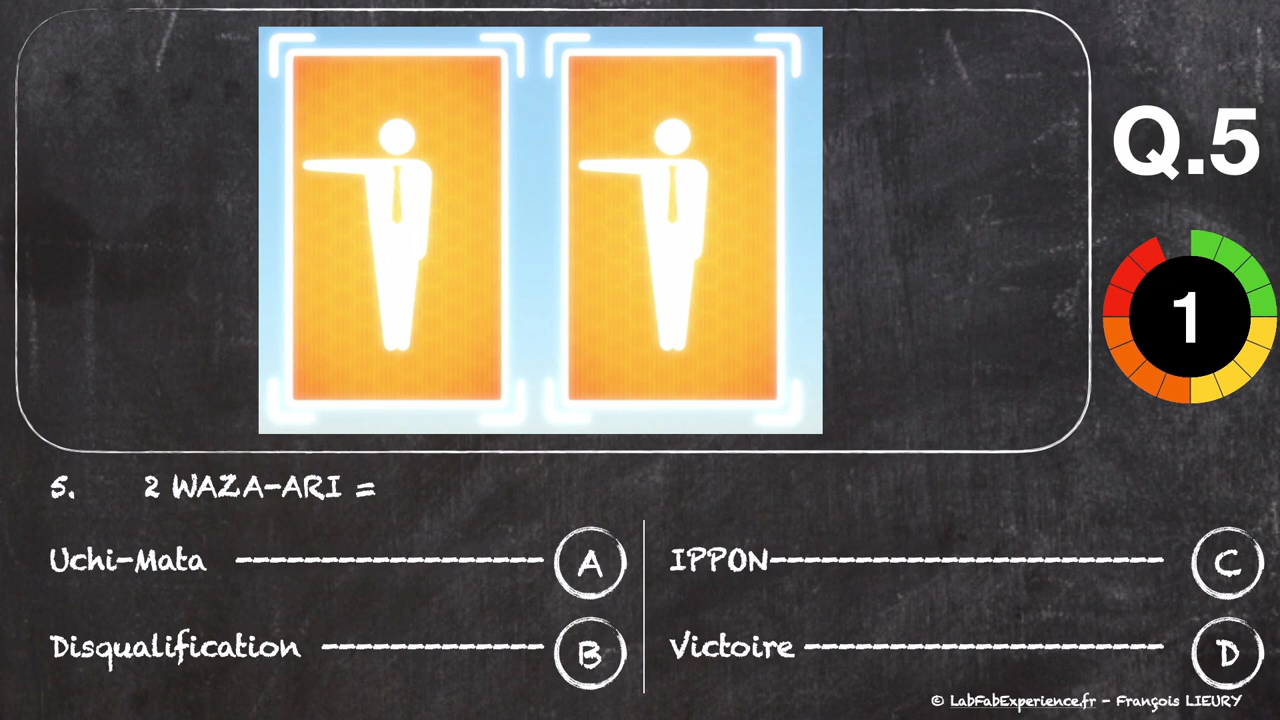 Q.5
1
5. 2 WAZA-ARI =
Uchi-Mata ------------------ A
IPPON ----------------------- C
Disqualification ------------- B
Victoire --------------------- D
© LabFabExperience.fr - François LIEURY